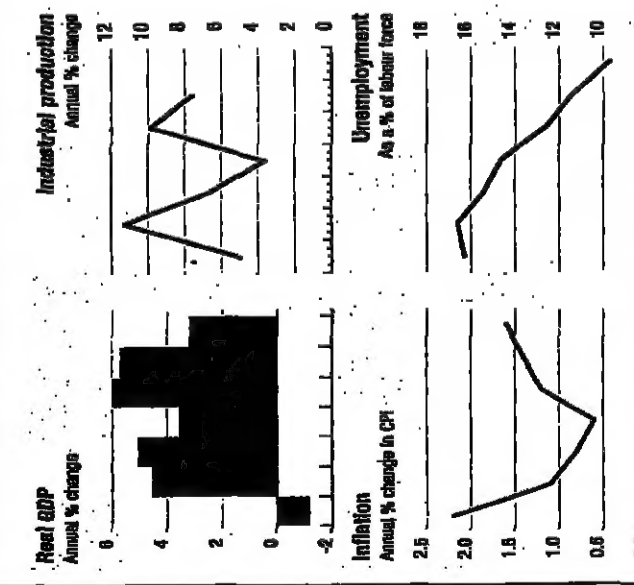 Real GDP
Annual % change
6
4
2
0
-2
Industrial production
Annual % change
12
10
8
6
4
2
0
Inflation
Annual % change in CPI
2.5
2.0
1.5
1.0
0.5
Unemployment
As a % of labour force
18
16
14
12
10